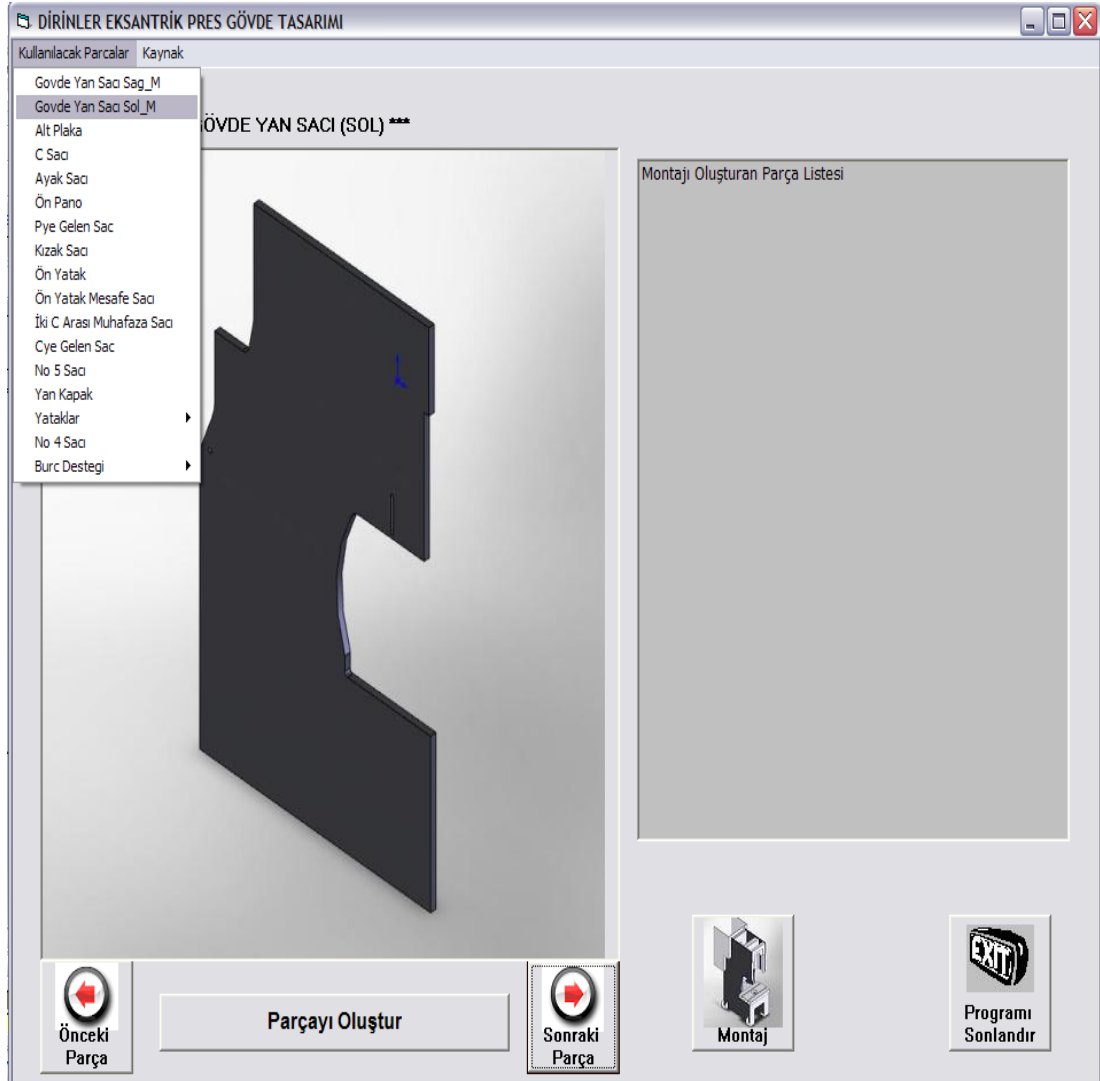 DİRİNLER EKSANTRİK PRES GÖVDE TASARIMI
Kullanılacak Parcalar Kaynak
Govde Yan Sacı Sag_M
Govde Yan Sacı Sol_M
Alt Plaka
C Sacı
Ayak Sacı
Ön Pano
Pye Gelen Sac
Kızak Sacı
Ön Yatak
Ön Yatak Mesafe Sacı
İki C Arası Muhafaza Sacı
Cye Gelen Sac
No 5 Sacı
Yan Kapak
Yataklar
No 4 Sacı
Burc Destegi
GÖVDE YAN SACI (SOL) ***
Montajı Oluşturan Parça Listesi
Önceki
Parça
Parçayı Oluştur
Sonraki
Parça
Montaj
EXIT
Programı
Sonlandır